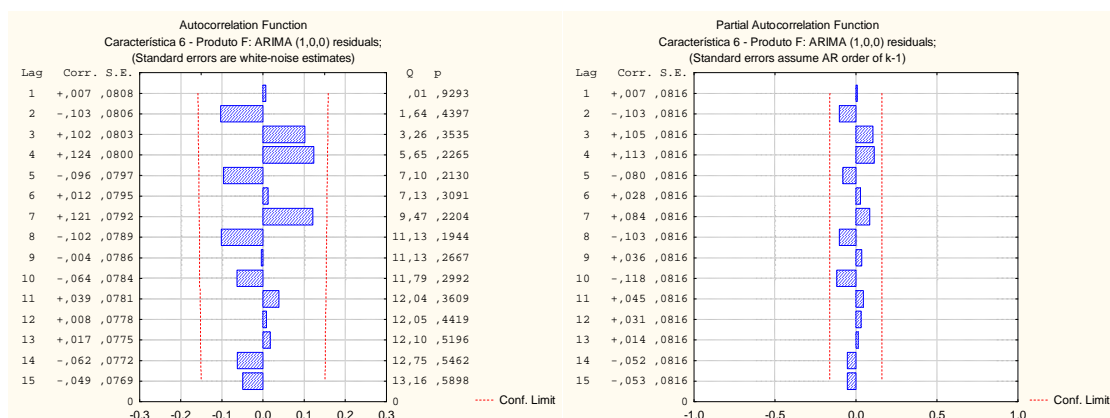 Autocorrelation Function
Característica 6 - Produto F: ARIMA (1,0,0) residuals;
(Standard errors are white-noise estimates)
Lag Corr. S.E. Q p
1 +,007 ,0808 ,01 ,9293
2 -,103 ,0806 1,64 ,4397
3 +,102 ,0803 3,26 ,3535
4 +,124 ,0800 5,65 ,2265
5 -,096 ,0797 7,10 ,2130
6 +,012 ,0795 7,13 ,3091
7 +,121 ,0792 9,47 ,2204
8 -,102 ,0789 11,13 ,1944
9 -,004 ,0786 11,13 ,2667
10 -,064 ,0784 11,79 ,2992
11 +,039 ,0781 12,04 ,3609
12 +,008 ,0778 12,05 ,4419
13 +,017 ,0775 12,10 ,5196
14 -,062 ,0772 12,75 ,5462
15 -,049 ,0769 13,16 ,5898
0 0
-0.3 -0.2 -0.1 0.0 0.1 0.2 0.3
Conf. Limit
Partial Autocorrelation Function
Característica 6 - Produto F: ARIMA (1,0,0) residuals;
(Standard errors assume AR order of k-1)
Lag Corr. S.E.
1 +,007 ,0816
2 -,103 ,0816
3 +,105 ,0816
4 +,113 ,0816
5 -,080 ,0816
6 +,028 ,0816
7 +,084 ,0816
8 -,103 ,0816
9 +,036 ,0816
10 -,118 ,0816
11 +,045 ,0816
12 +,031 ,0816
13 +,014 ,0816
14 -,052 ,0816
15 -,053 ,0816
0 0
-1.0 -0.5 0.0 0.5 1.0
Conf. Limit